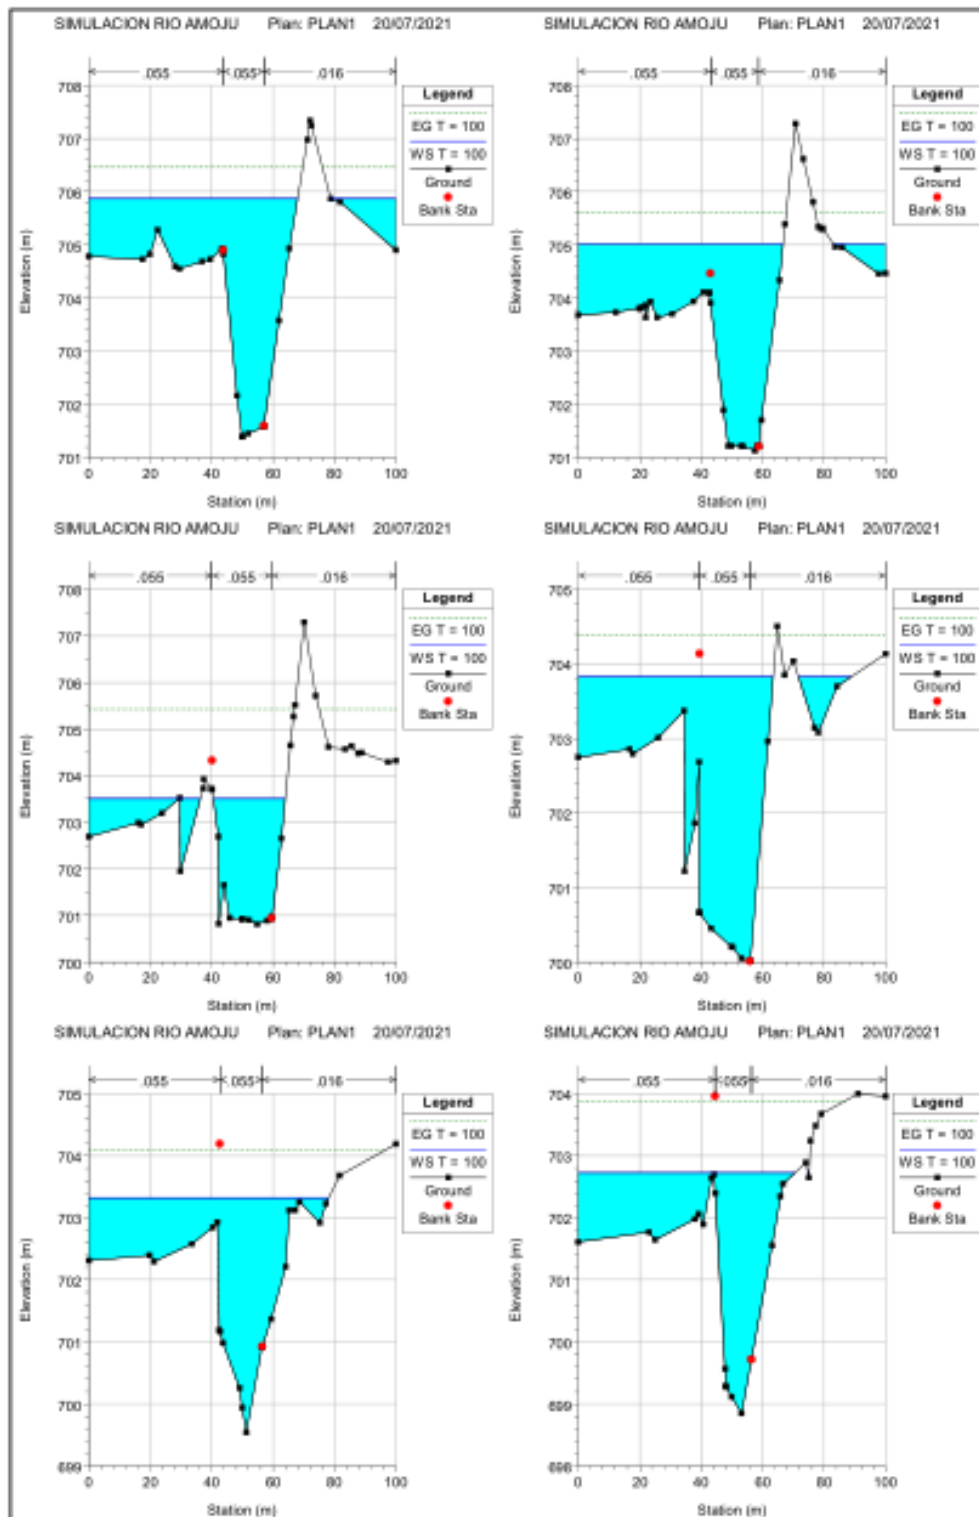 SIMULACION RIO AMOJU Plan: PLAN1 20/07/2021
.055 .055 .016
Legend
EG T = 100
WS T = 100
Ground
Bank Sta
708
707
706
705
704
703
702
701
Elevation (m)
0 20 40 60 80 100
Station (m)
SIMULACION RIO AMOJU Plan: PLAN1 20/07/2021
.055 .055 .016
Legend
EG T = 100
WS T = 100
Ground
Bank Sta
708
707
706
705
704
703
702
701
Elevation (m)
0 20 40 60 80 100
Station (m)
SIMULACION RIO AMOJU Plan: PLAN1 20/07/2021
.055 .055 .016
Legend
EG T = 100
WS T = 100
Ground
Bank Sta
708
707
706
705
704
703
702
701
700
Elevation (m)
0 20 40 60 80 100
Station (m)
SIMULACION RIO AMOJU Plan: PLAN1 20/07/2021
.055 .055 .016
Legend
EG T = 100
WS T = 100
Ground
Bank Sta
705
704
703
702
701
700
Elevation (m)
0 20 40 60 80 100
Station (m)
SIMULACION RIO AMOJU Plan: PLAN1 20/07/2021
.055 .055 .016
Legend
EG T = 100
WS T = 100
Ground
Bank Sta
705
704
703
702
701
700
699
Elevation (m)
0 20 40 60 80 100
Station (m)
SIMULACION RIO AMOJU Plan: PLAN1 20/07/2021
.055 .055 .016
Legend
EG T = 100
WS T = 100
Ground
Bank Sta
704
703
702
701
700
699
698
Elevation (m)
0 20 40 60 80 100
Station (m)